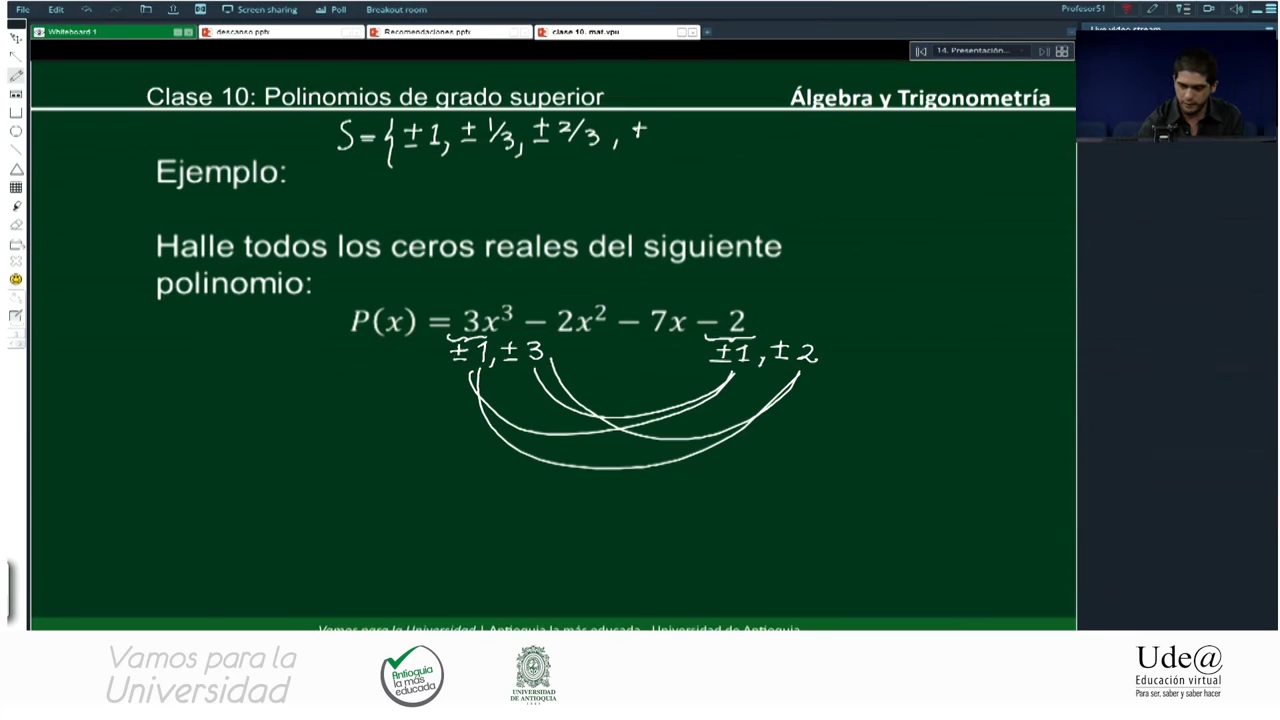 File Edit Screen sharing Poll Breakout room Profesor51
Whiteboard 1 descanso.pptx Recomendaciones.pptx clase 10. mat.vpu Live video stream
14. Presentación...
Clase 10: Polinomios de grado superior Álgebra y Trigonometría
S = { ± 1, ± 1/3, ± 2/3, +
Ejemplo:
Halle todos los ceros reales del siguiente
polinomio:
P(x) = 3x³ − 2x² − 7x − 2
±1, ±3 ±1, ±2
Vamos para la Universidad | Antioquia la más educada - Universidad de Antioquia
Vamos para la
Universidad
Antioquia
la más
educada
UNIVERSIDAD
DE ANTIOQUIA
1803
Ude@
Educación virtual
Para ser, saber y saber hacer